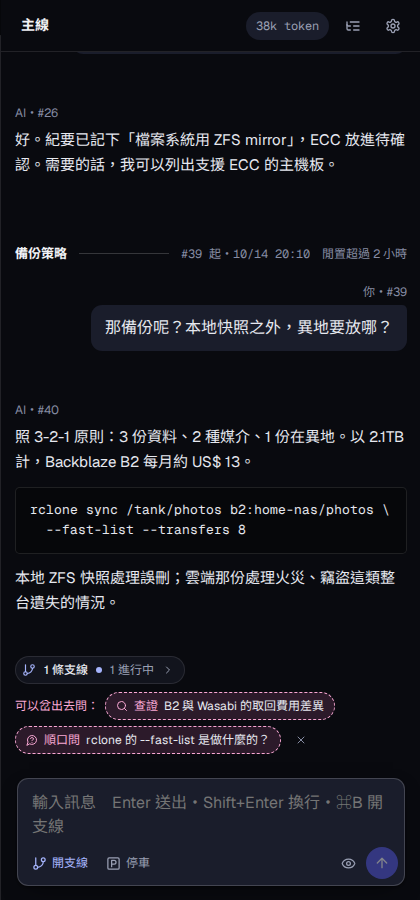 主線
38k token
AI・#26
好。紀要已記下「檔案系統用 ZFS mirror」，ECC 放進待確
認。需要的話，我可以列出支援 ECC 的主機板。
備份策略 #39 起・10/14 20:10 閒置超過 2 小時
你・#39
那備份呢？本地快照之外，異地要放哪？
AI・#40
照 3-2-1 原則：3 份資料、2 種媒介、1 份在異地。以 2.1TB
計，Backblaze B2 每月約 US$ 13。
rclone sync /tank/photos b2:home-nas/photos \
--fast-list --transfers 8
本地 ZFS 快照處理誤刪；雲端那份處理火災、竊盜這類整
台遺失的情況。
1 條支線 1 進行中
可以岔出去問： 查證 B2 與 Wasabi 的取回費用差異
順口問 rclone 的 --fast-list 是做什麼的？
輸入訊息 Enter 送出・Shift+Enter 換行・⌘B 開
支線
開支線 停車